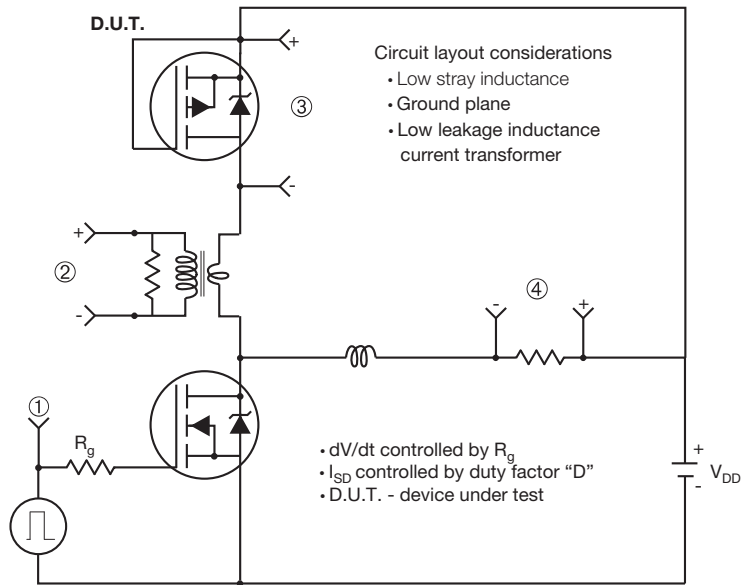 D.U.T.
+
Circuit layout considerations
• Low stray inductance
• Ground plane
• Low leakage inductance
current transformer
③
-
+
②
-
④
-
+
①
Rg
• dV/dt controlled by Rg
• ISD controlled by duty factor “D”
• D.U.T. - device under test
+
VDD
-